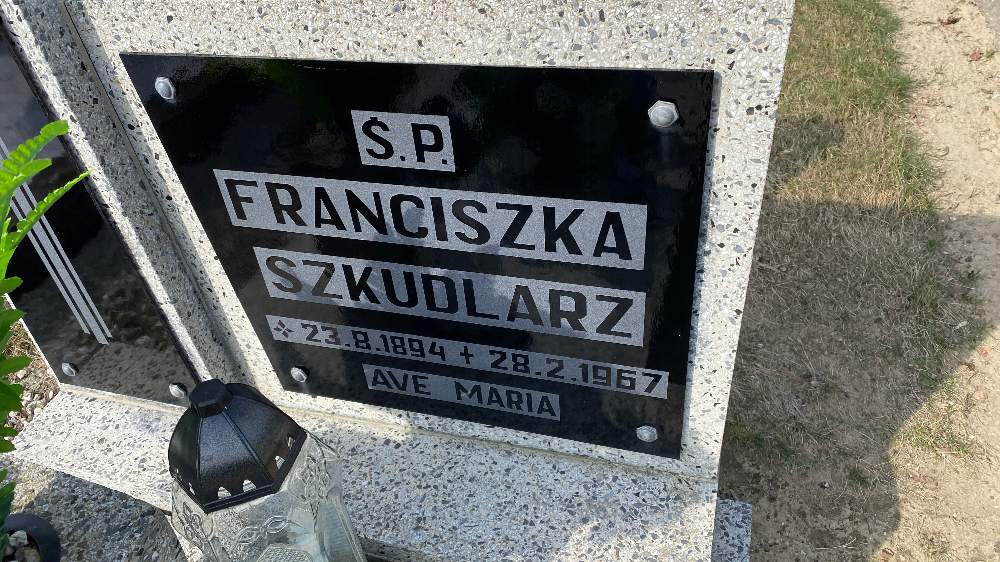 Ś.P.
FRANCISZKA
SZKUDLARZ
✣ 23.8.1894 ✝ 28.2.1967
AVE MARIA